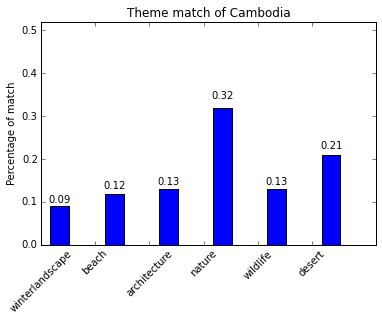 Theme match of Cambodia
Percentage of match
0.5
0.4
0.3
0.2
0.1
0.0
0.09
0.12
0.13
0.32
0.13
0.21
winterlandscape
beach
architecture
nature
wildlife
desert